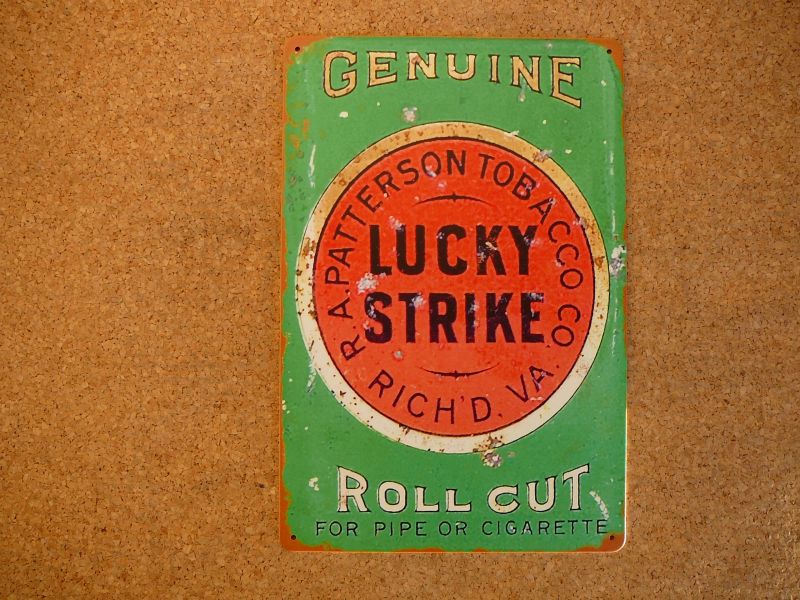 GENUINE
R.A. PATTERSON TOBACCO CO.
LUCKY
STRIKE
RICH'D. VA.
ROLL CUT
FOR PIPE OR CIGARETTE